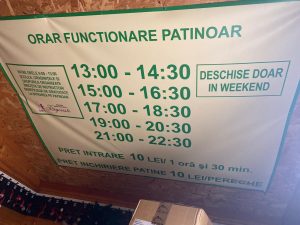 ORAR FUNCTIONARE PATINOAR
13:00 - 14:30
15:00 - 16:30
17:00 - 18:30
19:00 - 20:30
21:00 - 22:30
DESCHISE DOAR
IN WEEKEND
PRET INTRARE 10 LEI/ 1 oră și 30 min.
PRET INCHIRIERE PATINE 10 LEI/PERECHE